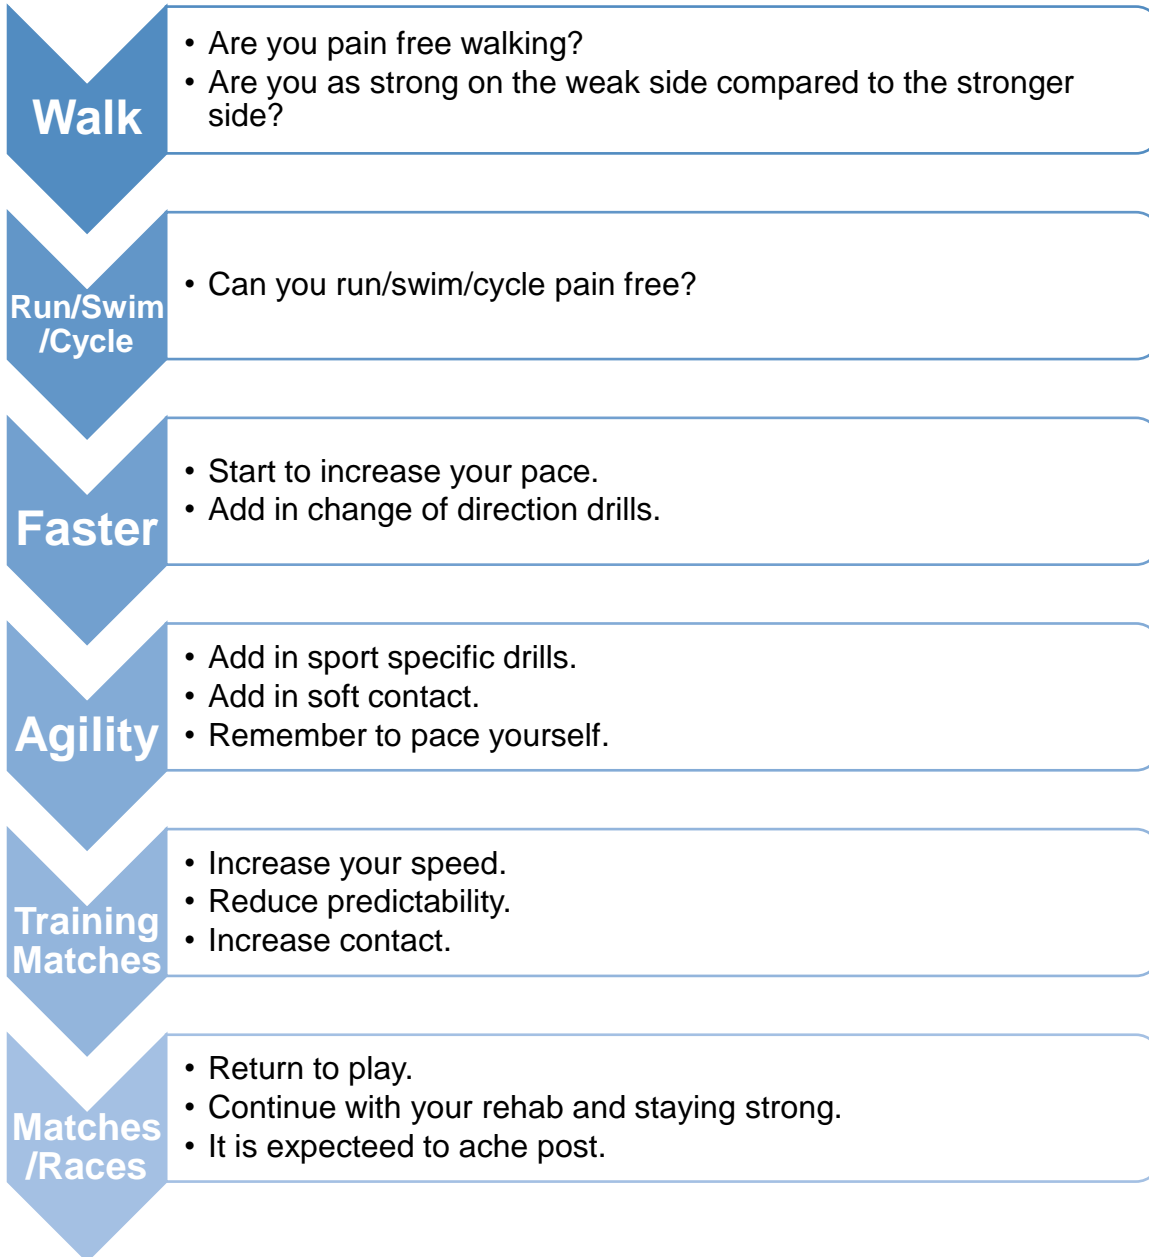 Walk
• Are you pain free walking?
• Are you as strong on the weak side compared to the stronger
side?
Run/Swim
/Cycle
• Can you run/swim/cycle pain free?
Faster
• Start to increase your pace.
• Add in change of direction drills.
Agility
• Add in sport specific drills.
• Add in soft contact.
• Remember to pace yourself.
Training
Matches
• Increase your speed.
• Reduce predictability.
• Increase contact.
Matches
/Races
• Return to play.
• Continue with your rehab and staying strong.
• It is expecteed to ache post.